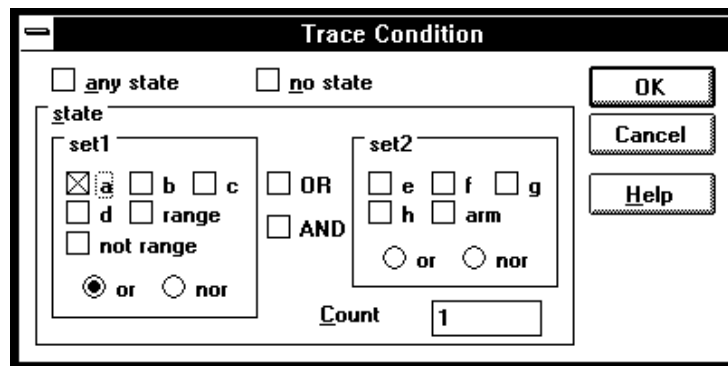 Trace Condition
any state no state
OK
state
Cancel
set1
set2
a b c
OR
e f g
d range
h arm
Help
AND
not range
or nor
or nor
Count 1